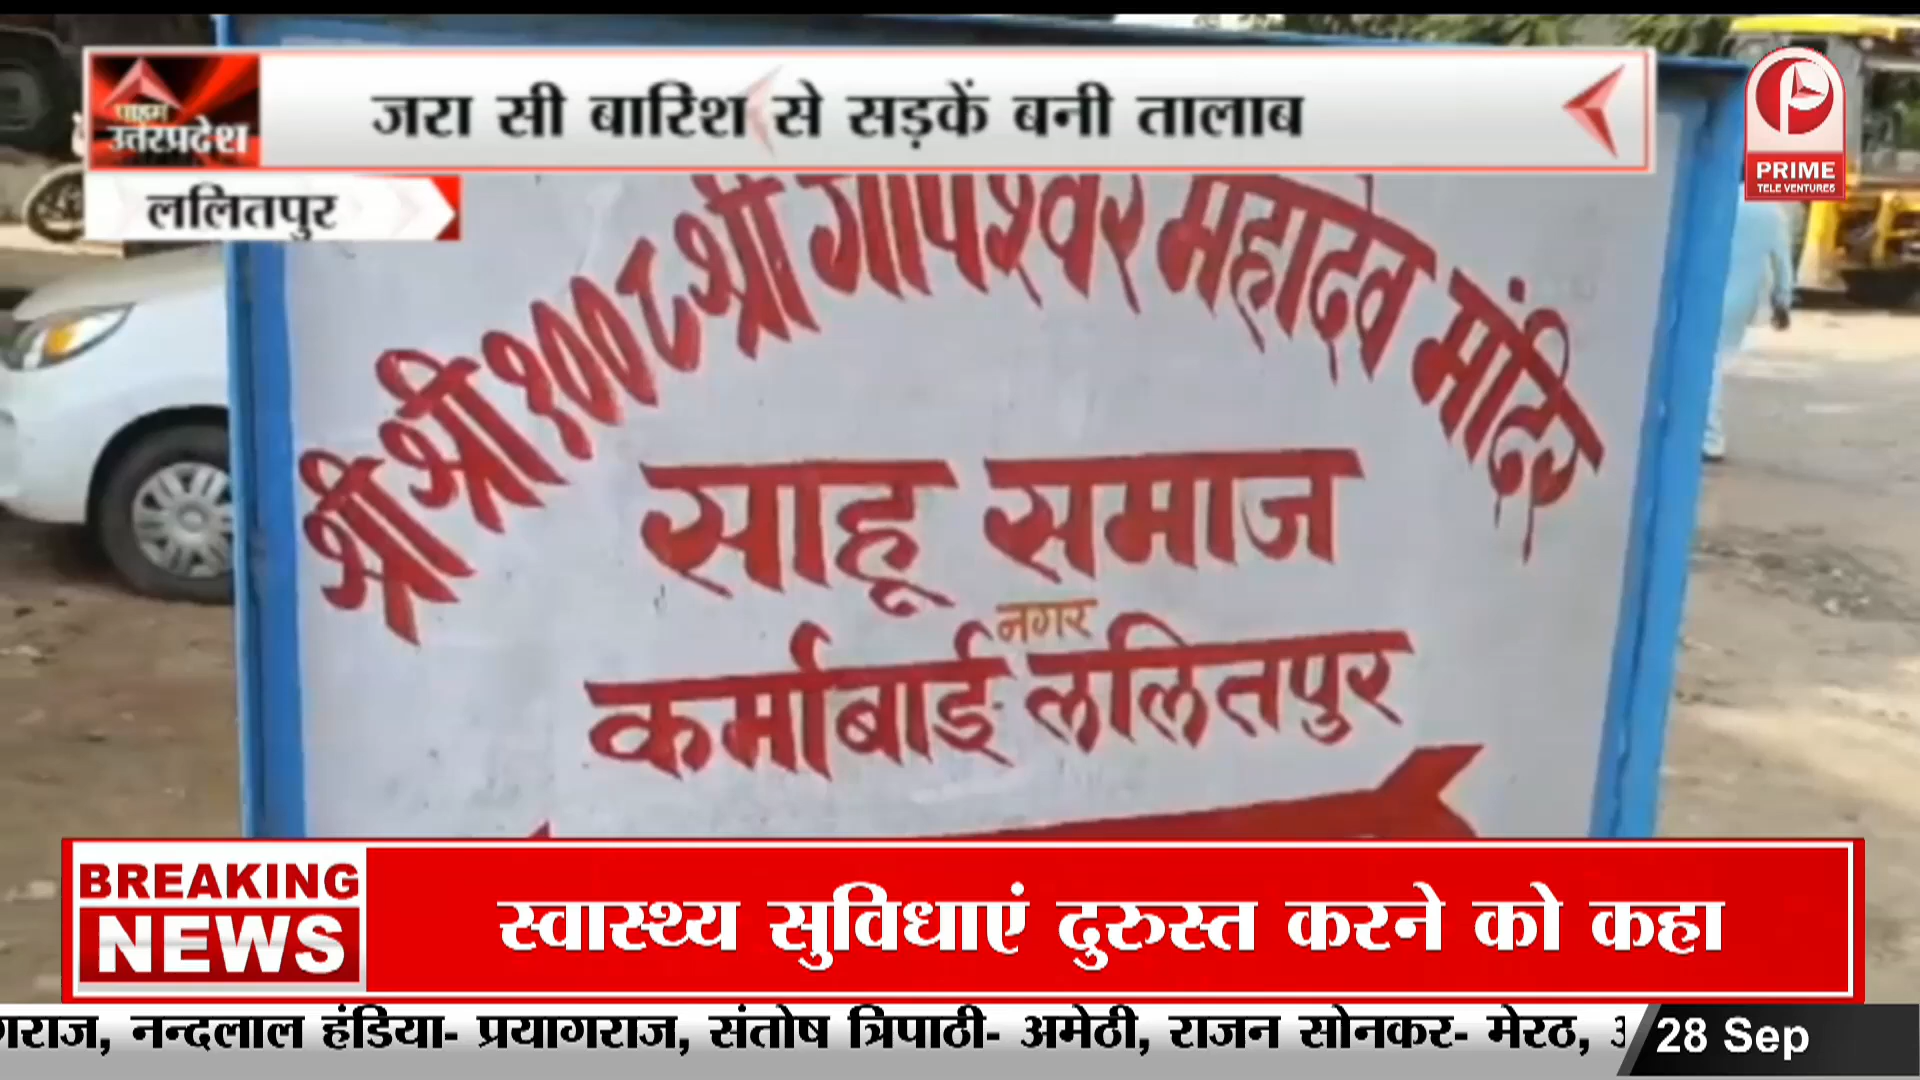 जरा सी बारिश से सड़कें बनी तालाब
प्राइम
उत्तरप्रदेश
PRIME
TELE VENTURES
ललितपुर
श्री श्री १००८ श्री गोपेश्वर महादेव मंदिर
साहू समाज
नगर
कर्माबाई ललितपुर
BREAKING
NEWS
स्वास्थ्य सुविधाएं दुरुस्त करने को कहा
नन्दलाल हंडिया- प्रयागराज, संतोष त्रिपाठी- अमेठी, राजन सोनकर- मेरठ,
28 Sep